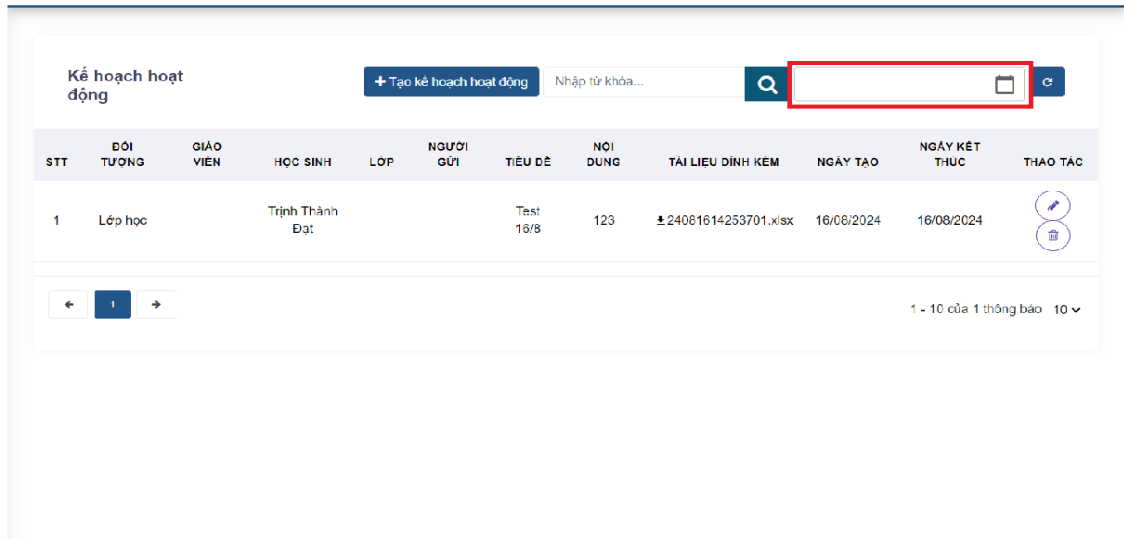 Kế hoạch hoạt
động
Tạo kế hoạch hoạt động
Nhập từ khóa...
STT
ĐỐI
TƯỢNG
GIÁO
VIÊN
HỌC SINH
LỚP
NGƯỜI
GỬI
TIÊU ĐỀ
NỘI
DUNG
TÀI LIỆU ĐÍNH KÈM
NGÀY TẠO
NGÀY KẾT
THÚC
THAO TÁC
1
Lớp học
Trịnh Thành
Đạt
Test
16/8
123
24081614253701.xlsx
16/08/2024
16/08/2024
1
1 - 10 của 1 thông báo
10